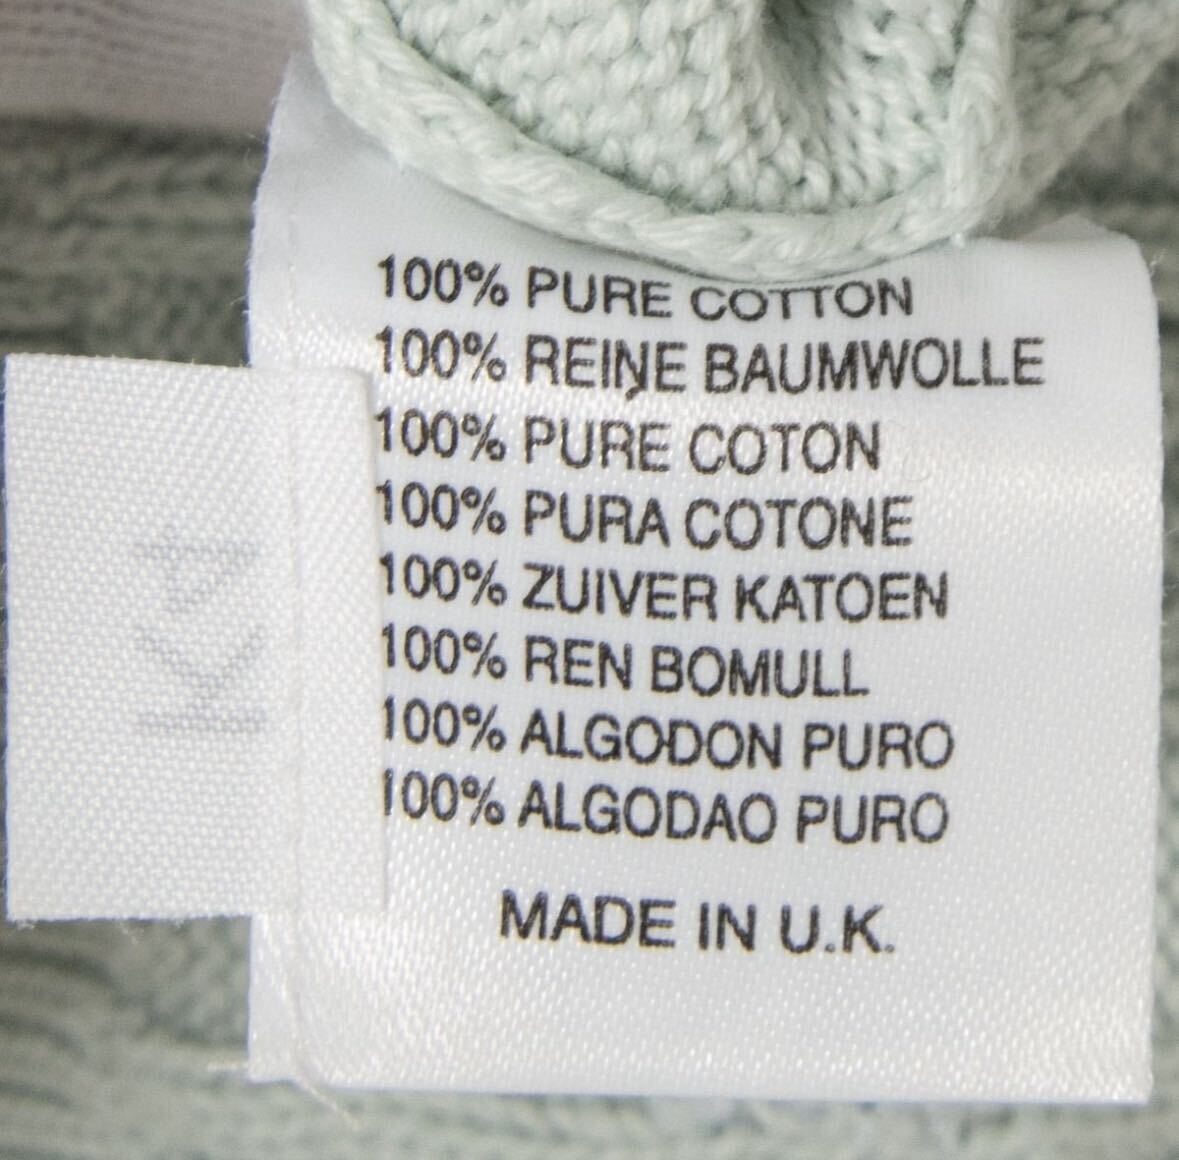 100% PURE COTTON
100% REINE BAUMWOLLE
100% PURE COTON
100% PURA COTONE
100% ZUIVER KATOEN
100% REN BOMULL
100% ALGODON PURO
100% ALGODAO PURO
MADE IN U.K.